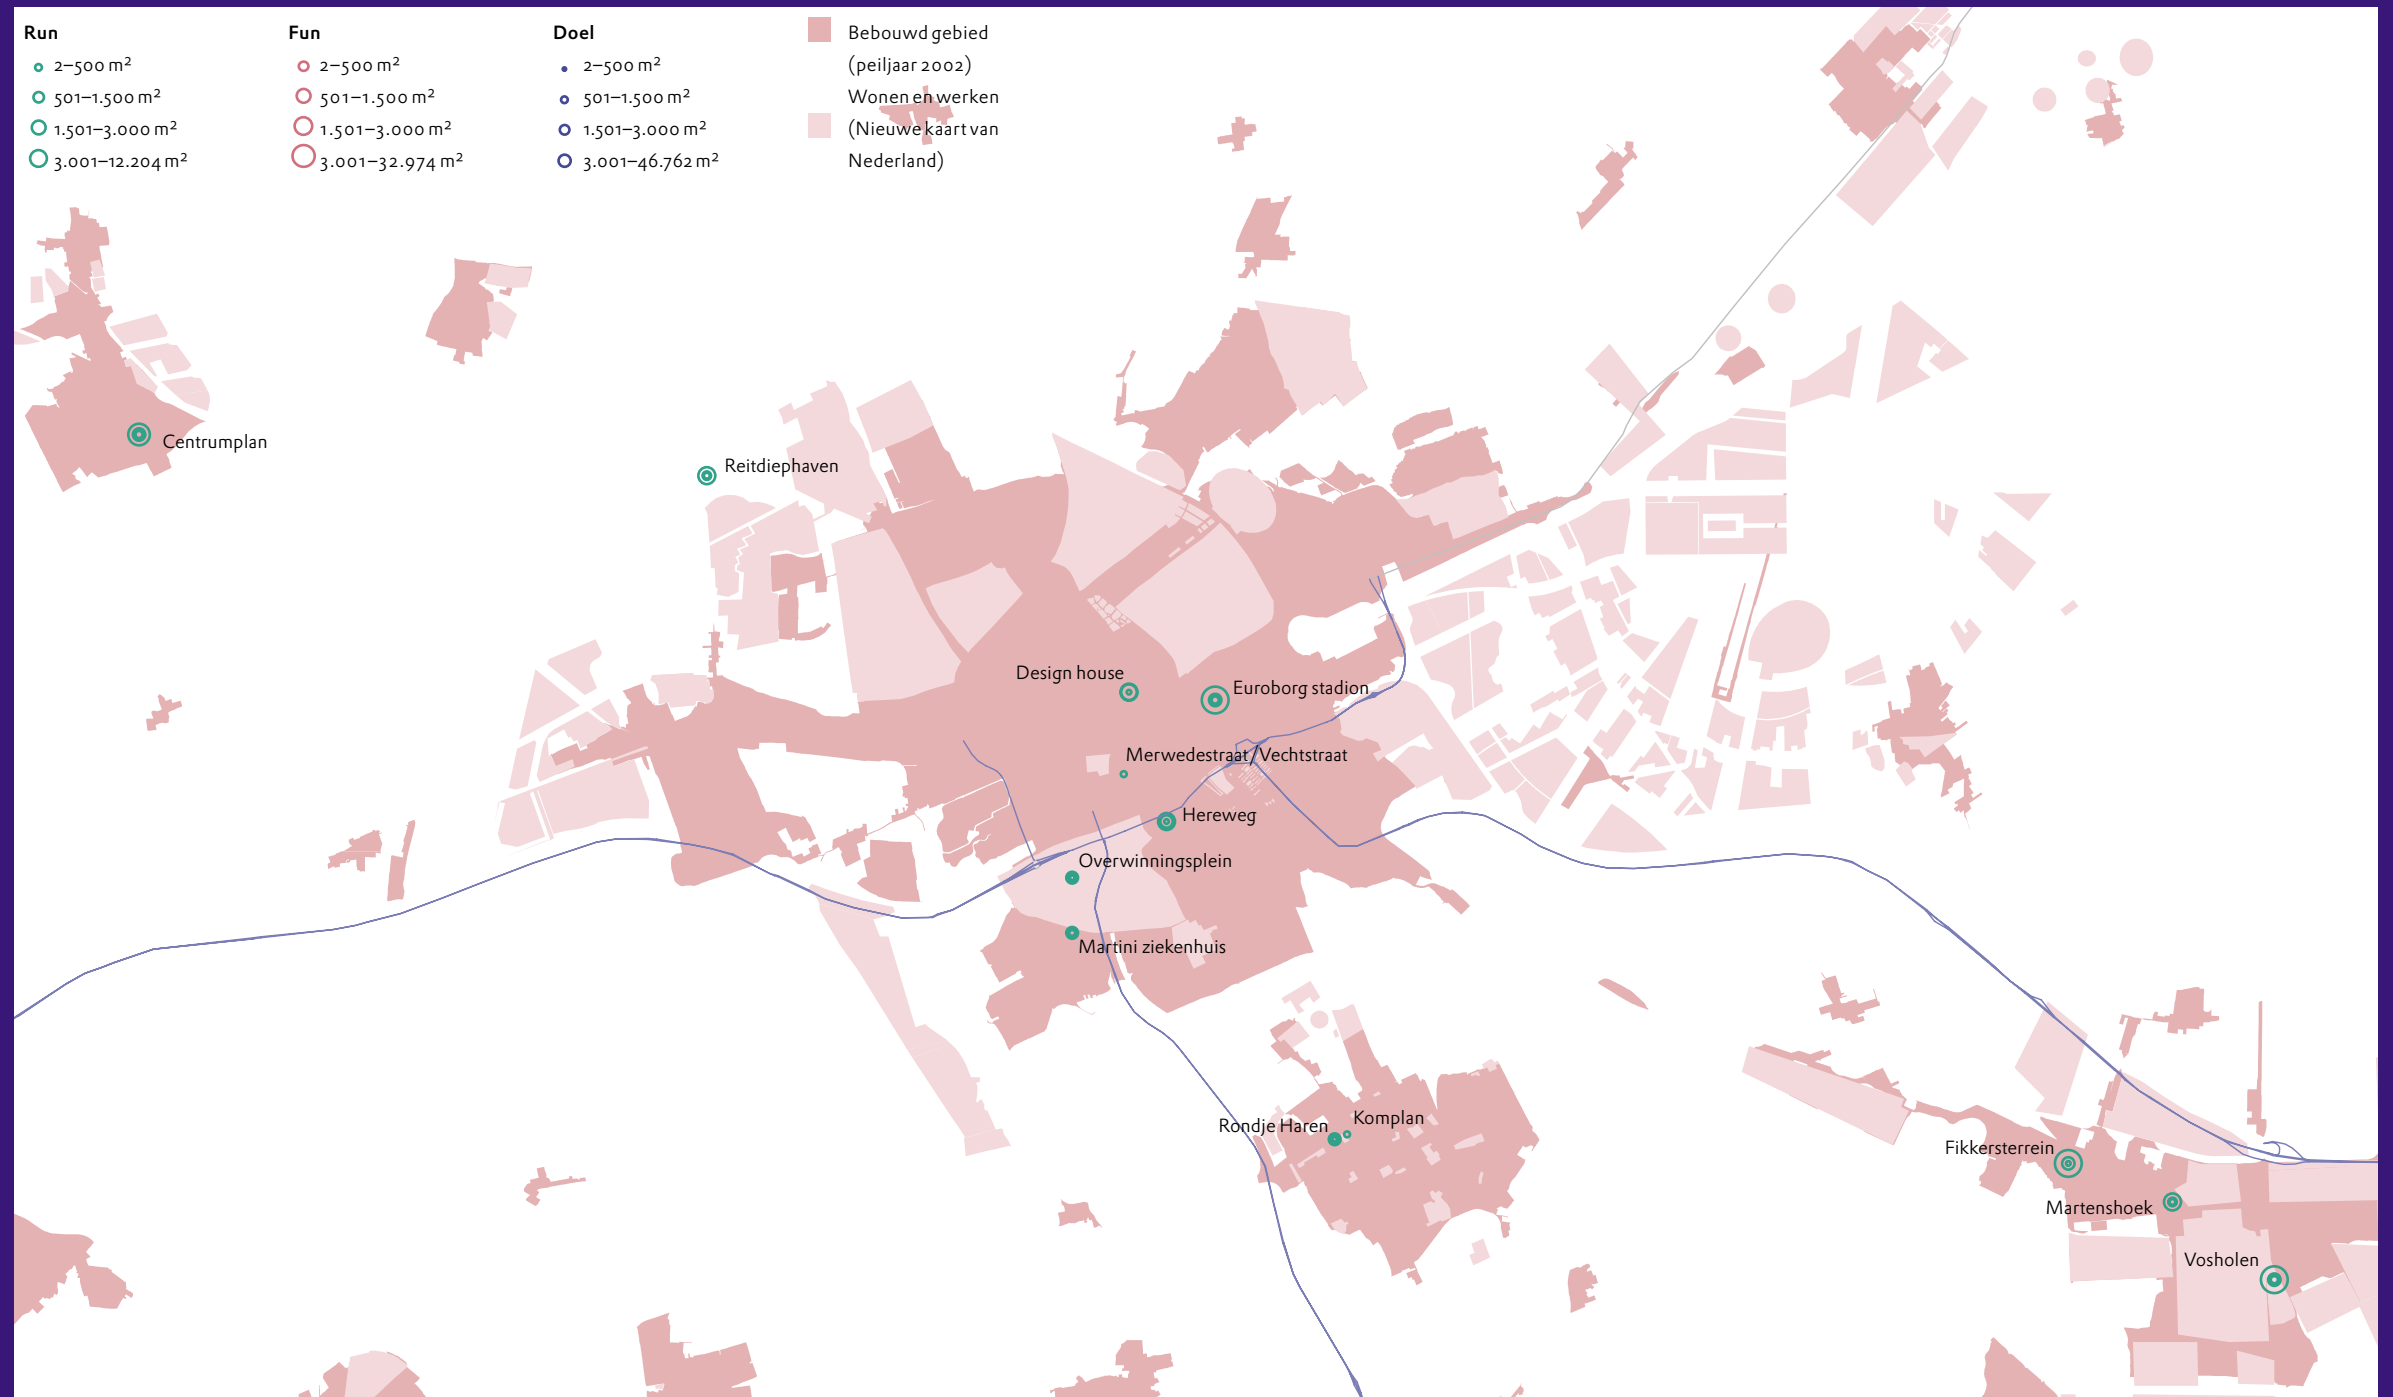 Run
2–500 m²
501–1.500 m²
1.501–3.000 m²
3.001–12.204 m²
Fun
2–500 m²
501–1.500 m²
1.501–3.000 m²
3.001–32.974 m²
Doel
2–500 m²
501–1.500 m²
1.501–3.000 m²
3.001–46.762 m²
Bebouwd gebied
(peiljaar 2002)
Wonen en werken
(Nieuwe kaart van
Nederland)
Centrumplan
Reitdiephaven
Design house
Euroborg stadion
Merwedestraat/Vechtstraat
Hereweg
Overwinningsplein
Martini ziekenhuis
Komplan
Rondje Haren
Fikkersterrein
Martenshoek
Vosholen